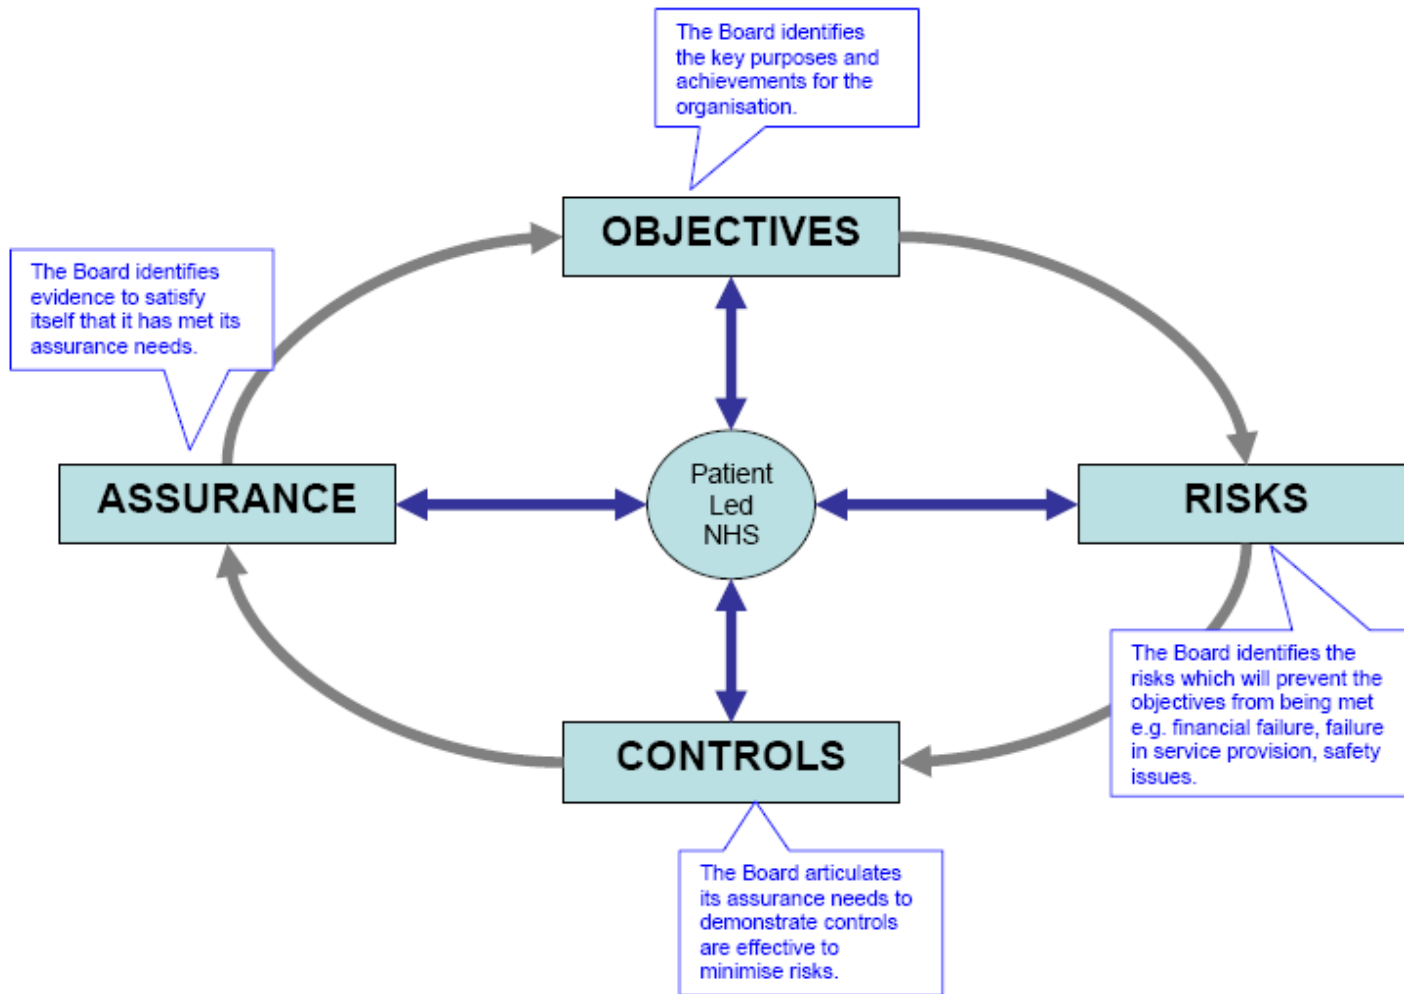 The Board identifies
the key purposes and
achievements for the
organisation.
OBJECTIVES
The Board identifies
evidence to satisfy
itself that it has met its
assurance needs.
ASSURANCE
Patient
Led
NHS
RISKS
The Board identifies the
risks which will prevent the
objectives from being met
e.g. financial failure, failure
in service provision, safety
issues.
CONTROLS
The Board articulates
its assurance needs to
demonstrate controls
are effective to
minimise risks.